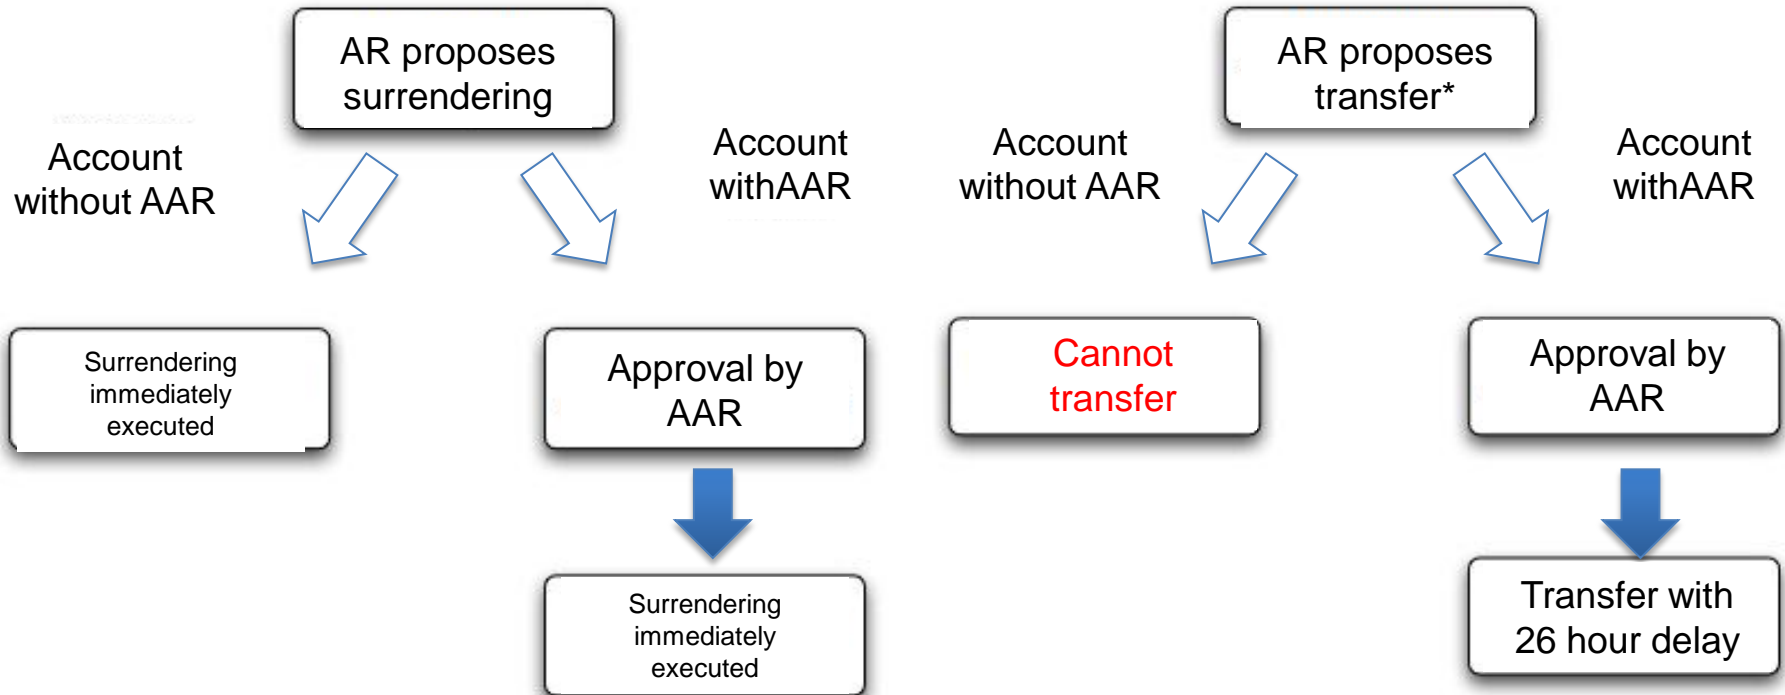 AR proposes
surrendering
Account
without AAR
Account
withAAR
Surrendering
immediately
executed
Approval by
AAR
Surrendering
immediately
executed
AR proposes
transfer*
Account
without AAR
Account
withAAR
Cannot
transfer
Approval by
AAR
Transfer with
26 hour delay